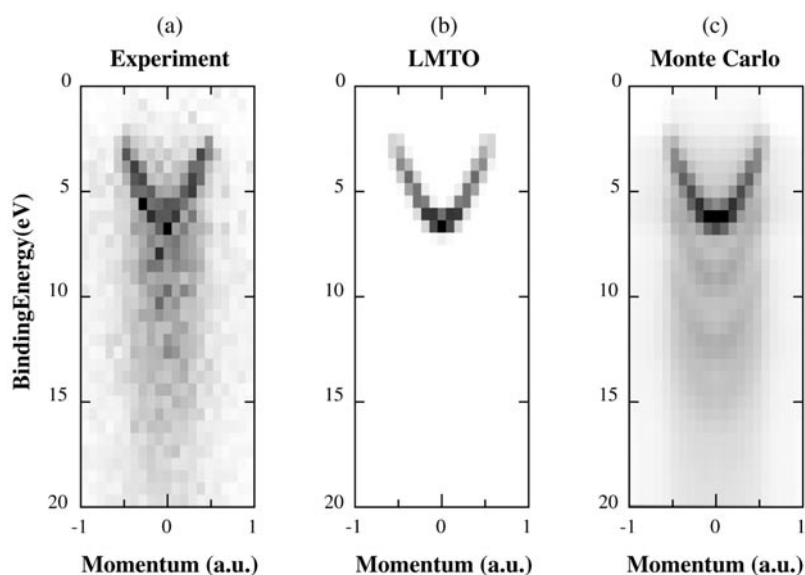 (a) (b) (c)
Experiment LMTO Monte Carlo
0 0 0
5 5 5
10 10 10
15 15 15
20 20 20
-1 0 1 -1 0 1 -1 0 1
Momentum (a.u.) Momentum (a.u.) Momentum (a.u.)
BindingEnergy(eV)